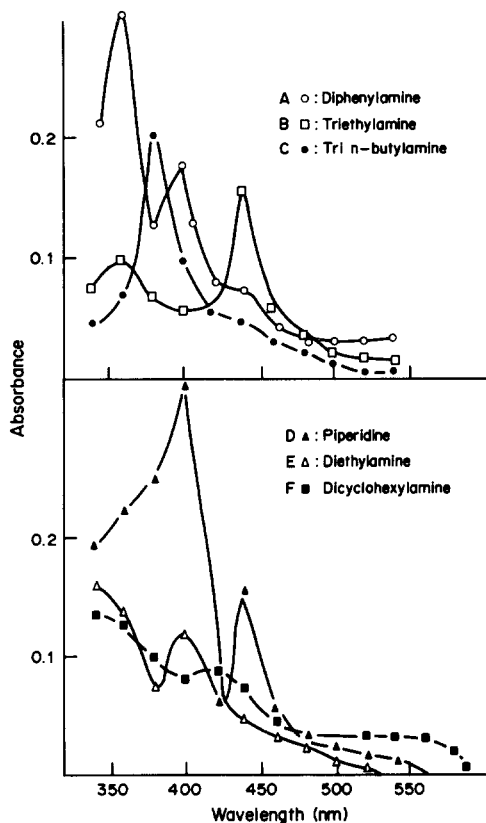 A ○ : Diphenylamine
B □ : Triethylamine
C ● : Tri n-butylamine
0.2
0.1
Absorbance
D ▲ : Piperidine
E △ : Diethylamine
F ■ : Dicyclohexylamine
0.2
0.1
350 400 450 500 550
Wavelength (nm)